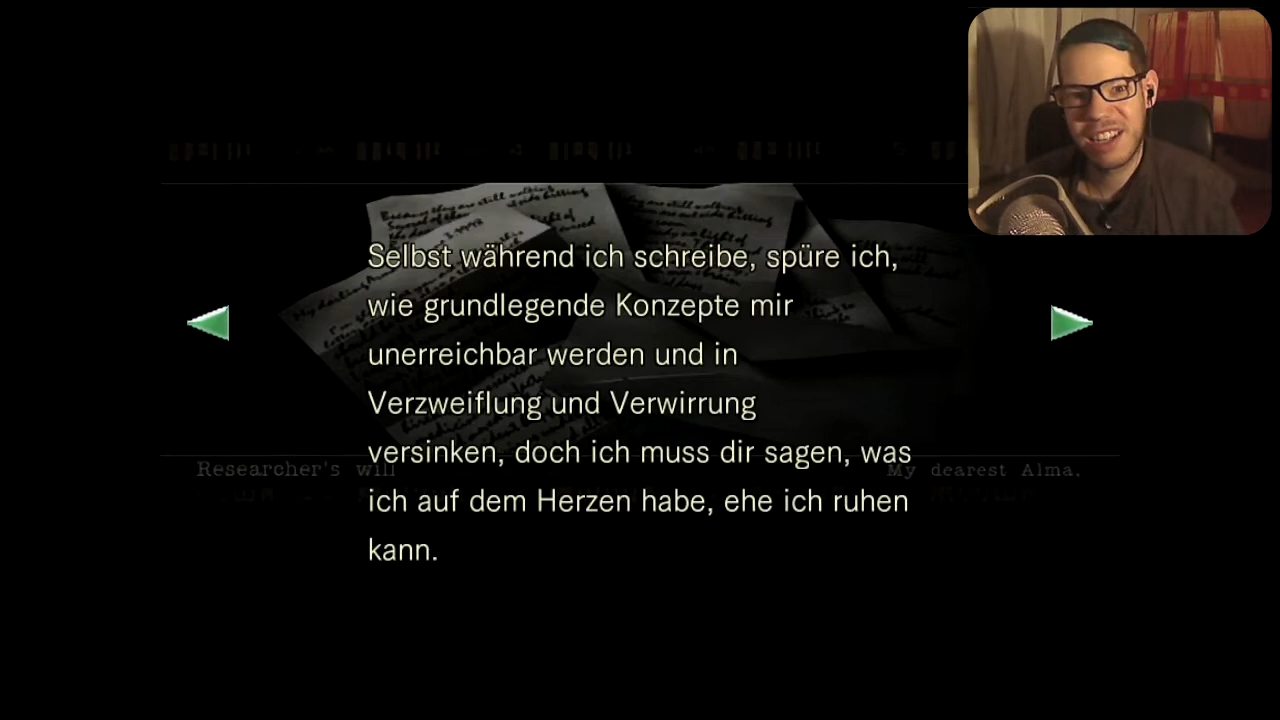 Selbst während ich schreibe, spüre ich,
wie grundlegende Konzepte mir
unerreichbar werden und in
Verzweiflung und Verwirrung
versinken, doch ich muss dir sagen, was
ich auf dem Herzen habe, ehe ich ruhen
kann.
Researcher's will
My dearest Alma,